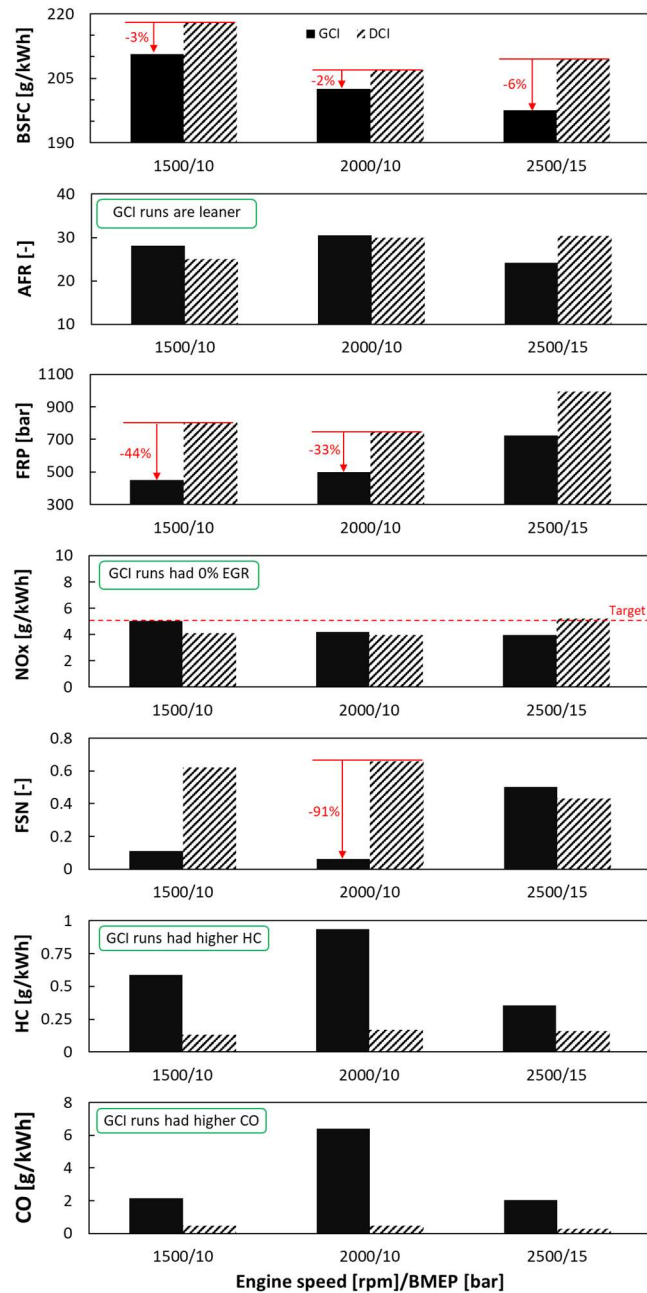 BSFC [g/kWh]
220
205
190
GCI DCI
-3%
-2%
-6%
1500/10 2000/10 2500/15
AFR [-]
40
30
20
10
GCI runs are leaner
1500/10 2000/10 2500/15
FRP [bar]
1100
900
700
500
300
-44%
-33%
1500/10 2000/10 2500/15
NOx [g/kWh]
10
8
6
4
2
0
GCI runs had 0% EGR
Target
1500/10 2000/10 2500/15
FSN [-]
0.8
0.6
0.4
0.2
0
-91%
1500/10 2000/10 2500/15
HC [g/kWh]
1
0.75
0.5
0.25
0
GCI runs had higher HC
1500/10 2000/10 2500/15
CO [g/kWh]
8
6
4
2
0
GCI runs had higher CO
1500/10 2000/10 2500/15
Engine speed [rpm]/BMEP [bar]